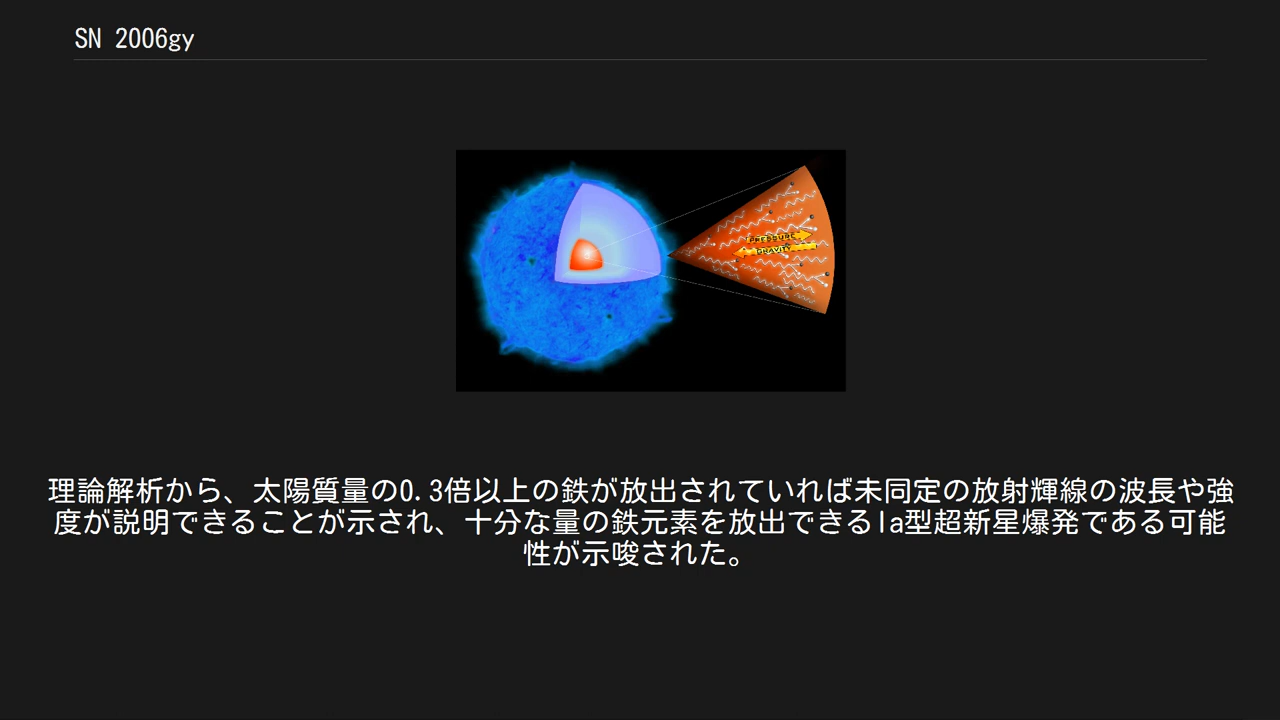 SN 2006gy
PRESSURE
GRAVITY
理論解析から、太陽質量の0.3倍以上の鉄が放出されていれば未同定の放射輝線の波長や強
度が説明できることが示され、十分な量の鉄元素を放出できるIa型超新星爆発である可能
性が示唆された。